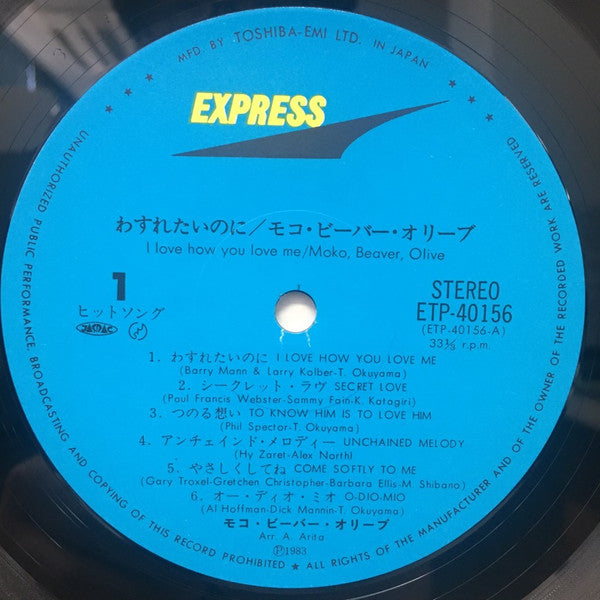 MFD. BY TOSHIBA-EMI LTD. IN JAPAN
EXPRESS
わすれたいのに/モコ・ビーバー・オリーブ
I love how you love me/Moko, Beaver, Olive
1
ヒットソング
JASRAC
STEREO
ETP-40156
(ETP-40156-A)
33⅓ r.p.m.
1. わすれたいのに I LOVE HOW YOU LOVE ME
(Barry Mann & Larry Kolber-T. Okuyama)
2. シークレット・ラヴ SECRET LOVE
(Paul Francis Webster-Sammy Fain-K. Katagiri)
3. つのる想い TO KNOW HIM IS TO LOVE HIM
(Phil Spector-T. Okuyama)
4. アンチェインド・メロディー UNCHAINED MELODY
(Hy Zaret-Alex North)
5. やさしくしてね COME SOFTLY TO ME
(Gary Troxel-Gretchen Christopher-Barbara Ellis-M. Shibano)
6. オー・ディオ・ミオ O-DIO-MIO
(Al Hoffman-Dick Mannin-T. Okuyama)
モコ・ビーバー・オリーブ
Arr. A. Arita
Ⓟ1983
UNAUTHORIZED PUBLIC PERFORMANCE, BROADCASTING AND COPYING OF THIS RECORD PROHIBITED ★ ALL RIGHTS OF THE MANUFACTURER AND OF THE OWNER OF THE RECORDED WORK ARE RESERVED